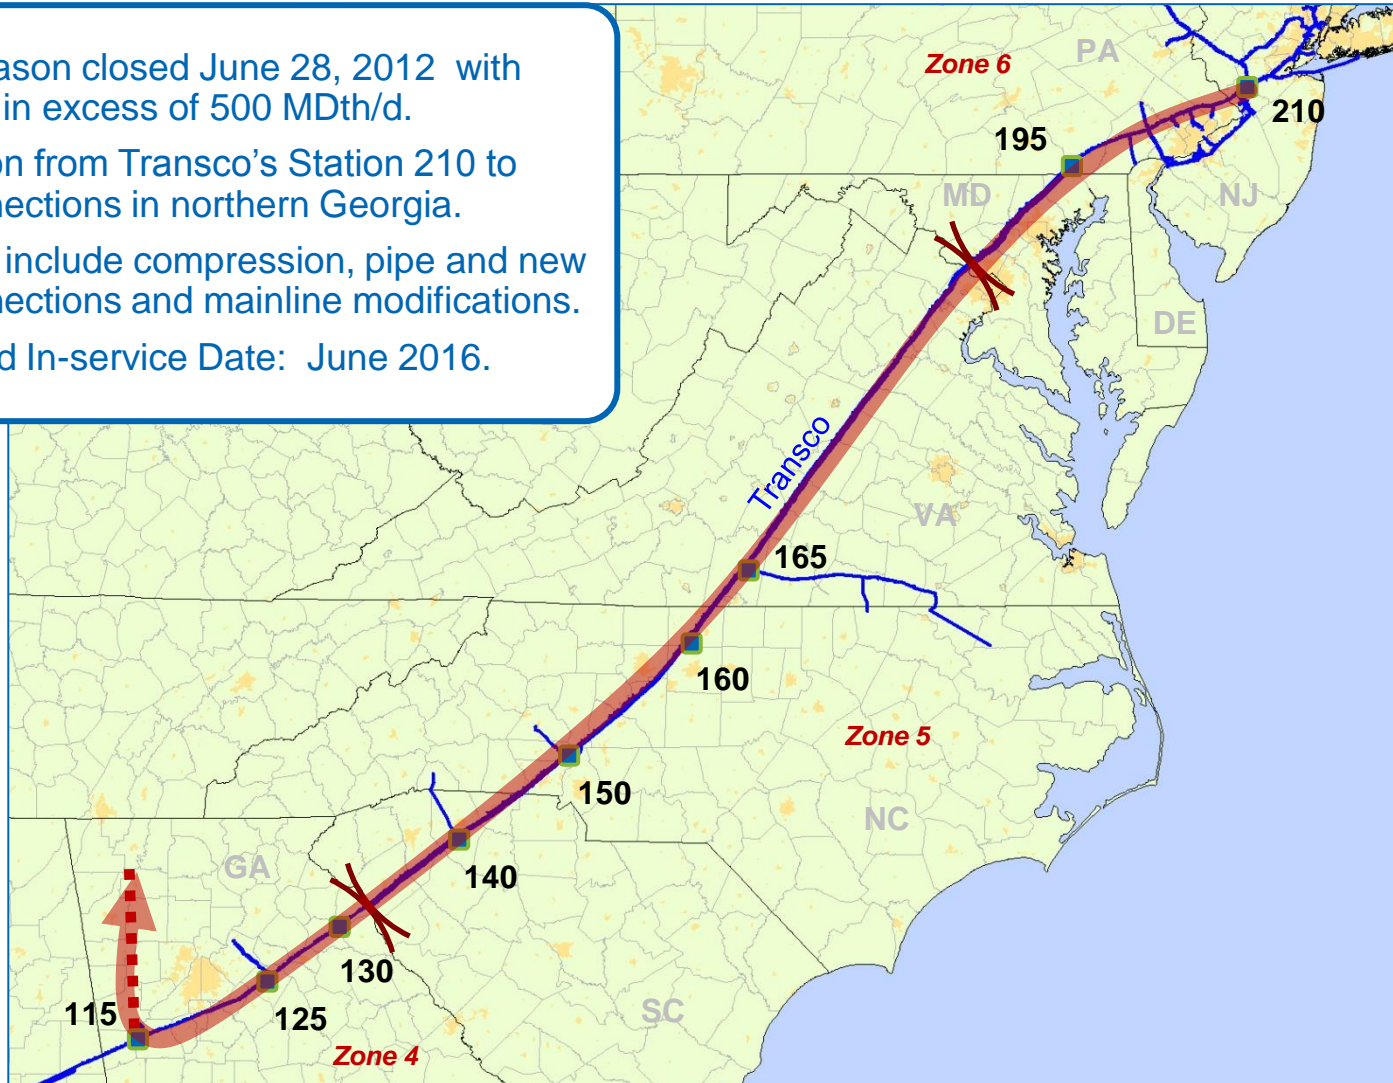 ason closed June 28, 2012 with
in excess of 500 MDth/d.
on from Transco's Station 210 to
nections in northern Georgia.
include compression, pipe and new
nections and mainline modifications.
d In-service Date: June 2016.
Zone 6
PA
210
195
MD
NJ
DE
Transco
VA
165
160
Zone 5
150
NC
GA
140
130
115
125
SC
Zone 4